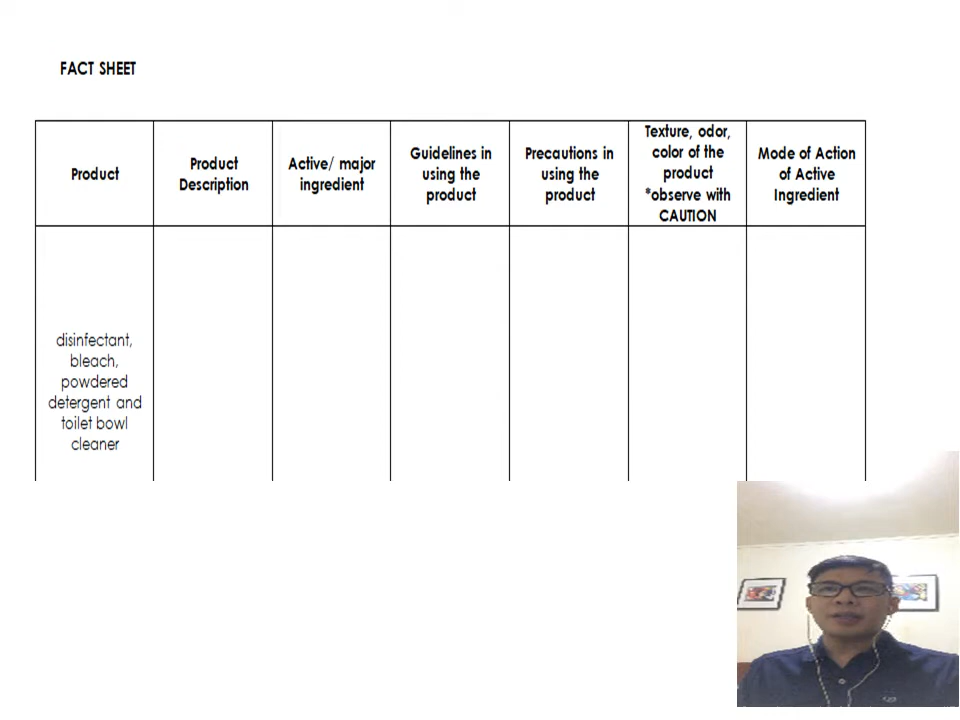 FACT SHEET
Product
Product
Description
Active/ major
ingredient
Guidelines in
using the
product
Precautions in
using the
product
Texture, odor,
color of the
product
*observe with
CAUTION
Mode of Action
of Active
Ingredient
disinfectant,
bleach,
powdered
detergent and
toilet bowl
cleaner